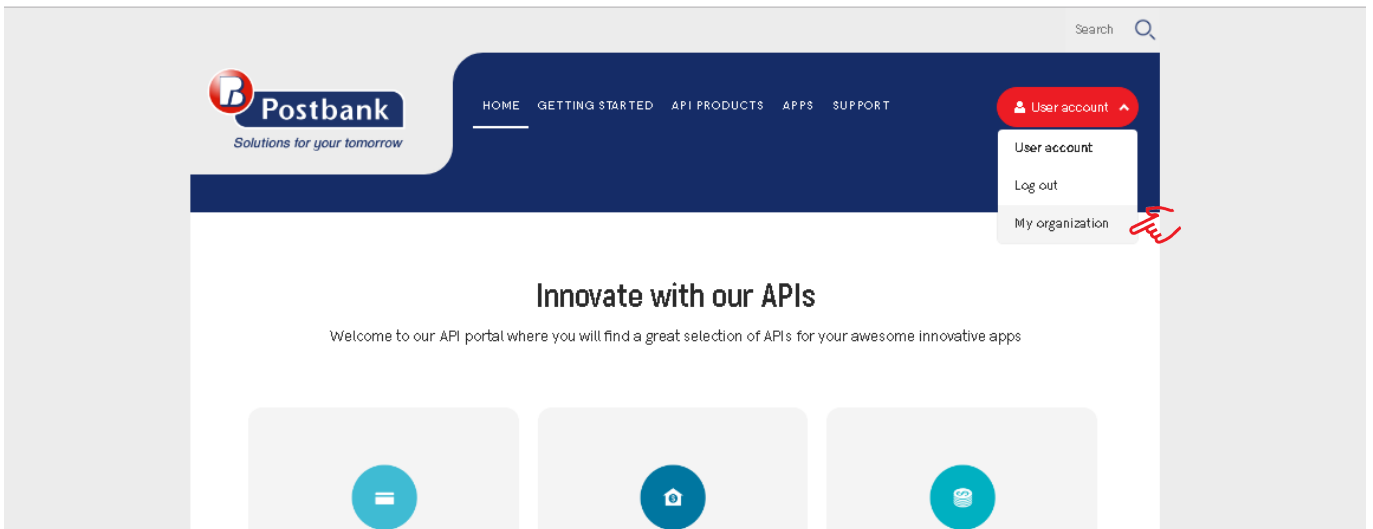 Search
Postbank
Solutions for your tomorrow
HOME GETTING STARTED API PRODUCTS APPS SUPPORT
User account
User account
Log out
My organization
Innovate with our APIs
Welcome to our API portal where you will find a great selection of APIs for your awesome innovative apps